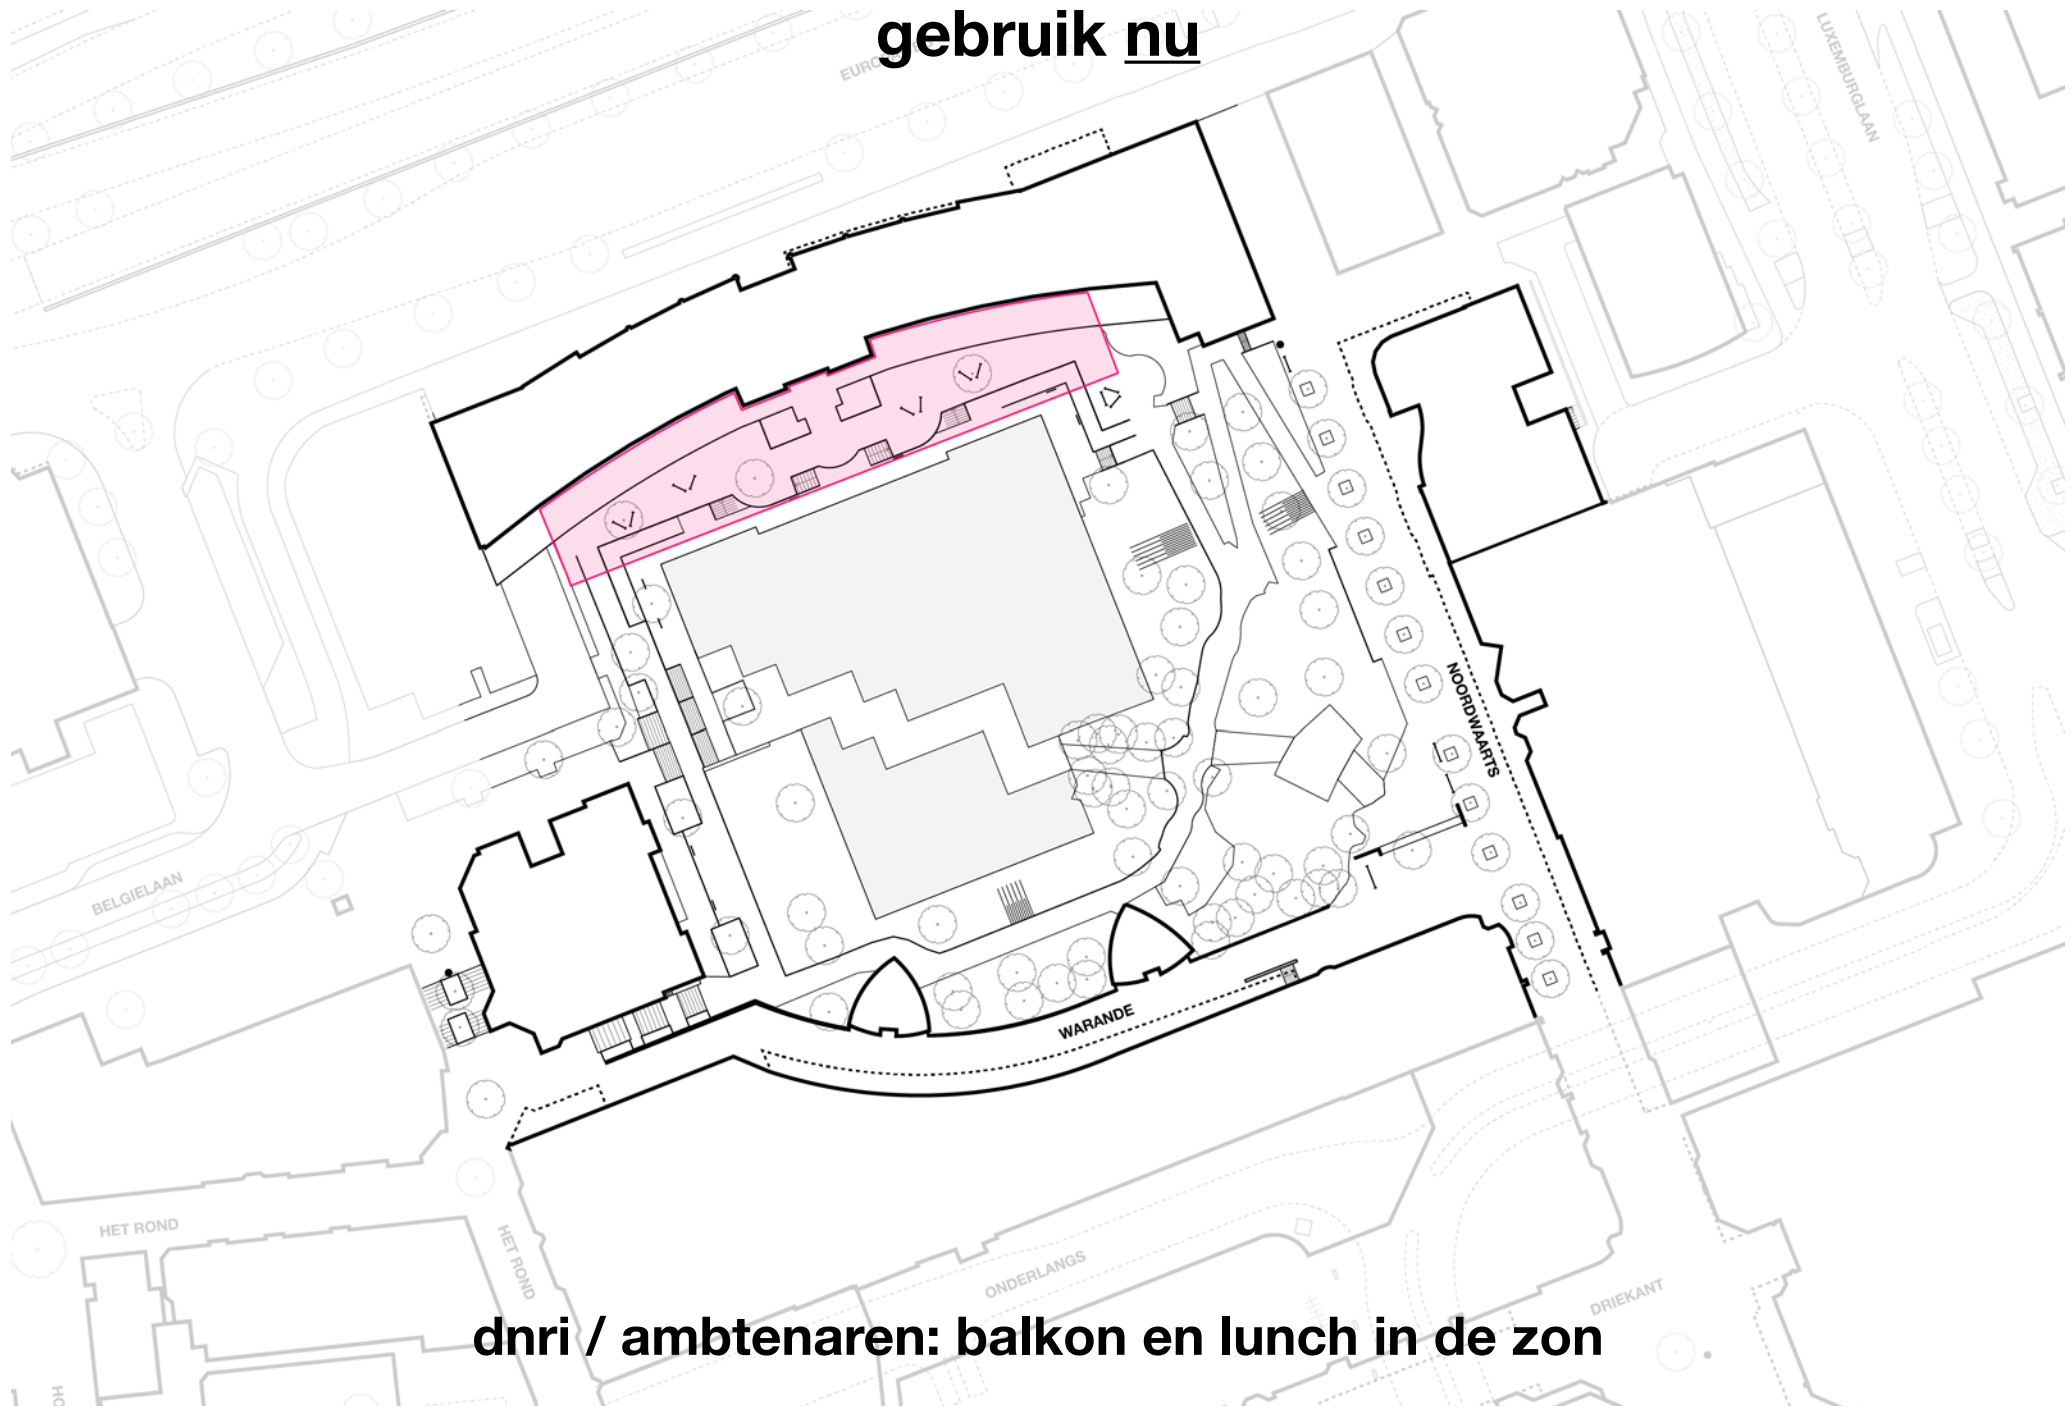 gebruik nu
LUXEMBURGLAAN
NOORDWAARTS
BELGIELAAN
WARANDE
HET ROND
HET ROND
ONDERLANGS
DRIEKANT
dnri / ambtenaren: balkon en lunch in de zon